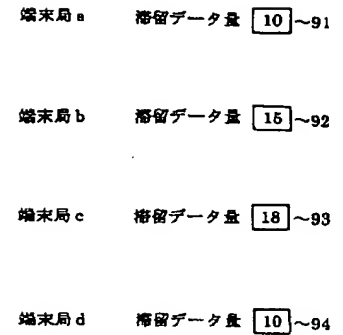 端末局a 滞留データ量 10 ~91
端末局b 滞留データ量 15 ~92
端末局c 滞留データ量 18 ~93
端末局d 滞留データ量 10 ~94